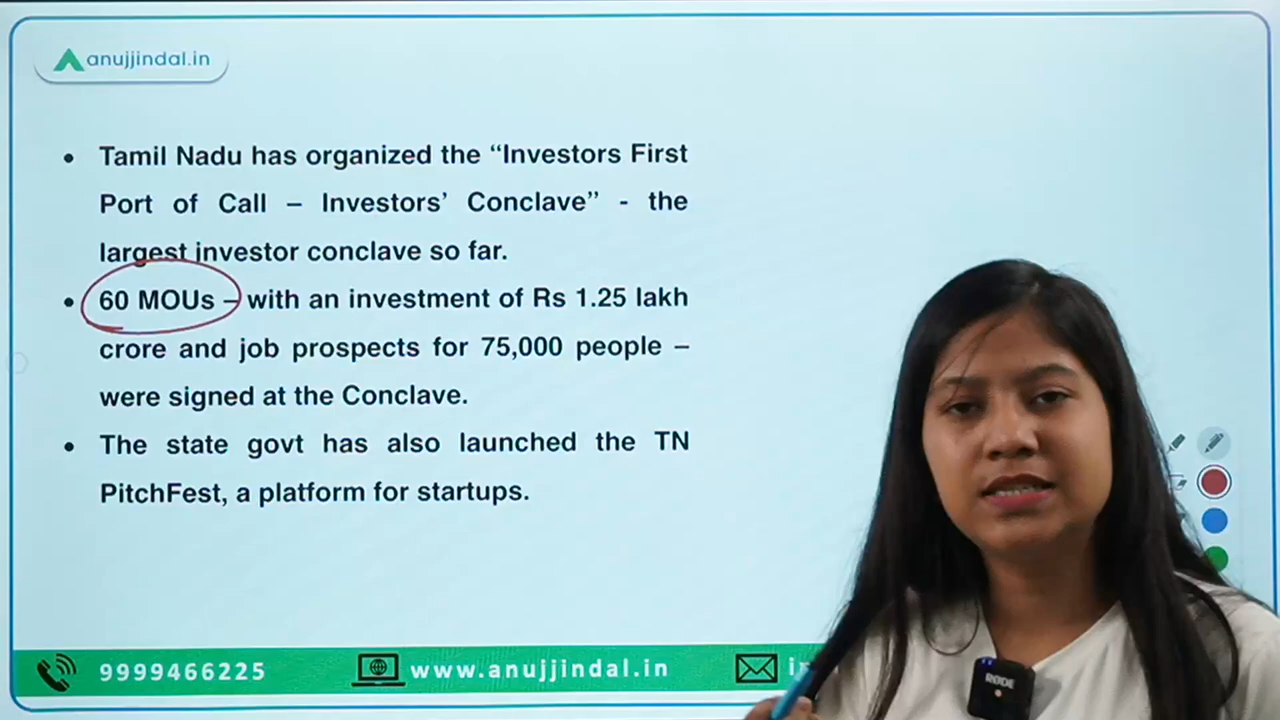 anujjindal.in
• Tamil Nadu has organized the “Investors First
Port of Call – Investors’ Conclave” - the
largest investor conclave so far.
• 60 MOUs – with an investment of Rs 1.25 lakh
crore and job prospects for 75,000 people –
were signed at the Conclave.
• The state govt has also launched the TN
PitchFest, a platform for startups.
9999466225 www.anujjindal.in
RODE